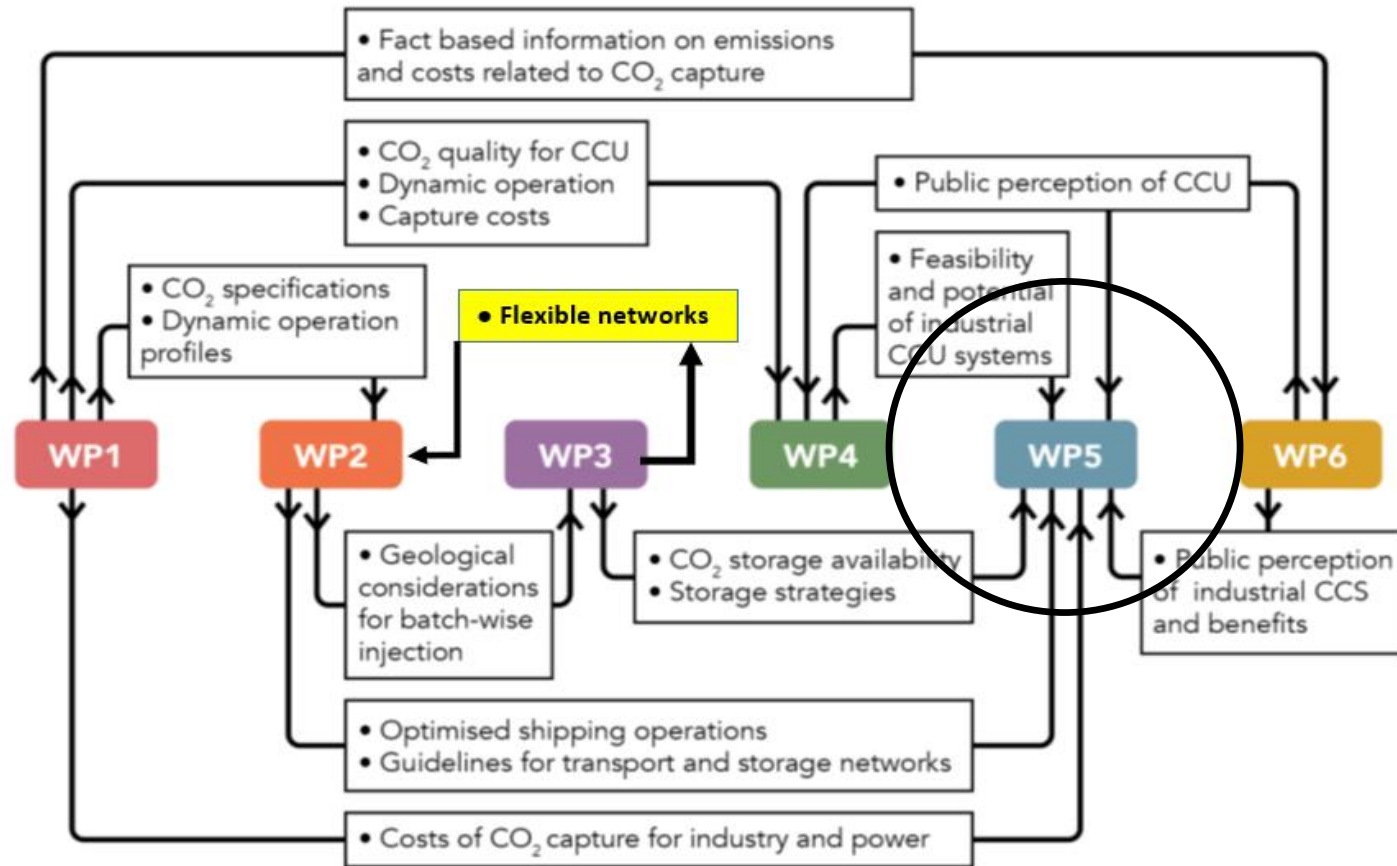 • Fact based information on emissions
and costs related to CO₂ capture
• CO₂ quality for CCU
• Dynamic operation
• Capture costs
• Public perception of CCU
• CO₂ specifications
• Dynamic operation
profiles
• Flexible networks
• Feasibility
and potential
of industrial
CCU systems
WP1
WP2
WP3
WP4
WP5
WP6
• Geological
considerations
for batch-wise
injection
• CO₂ storage availability
• Storage strategies
• Public perception
of industrial CCS
and benefits
• Optimised shipping operations
• Guidelines for transport and storage networks
• Costs of CO₂ capture for industry and power